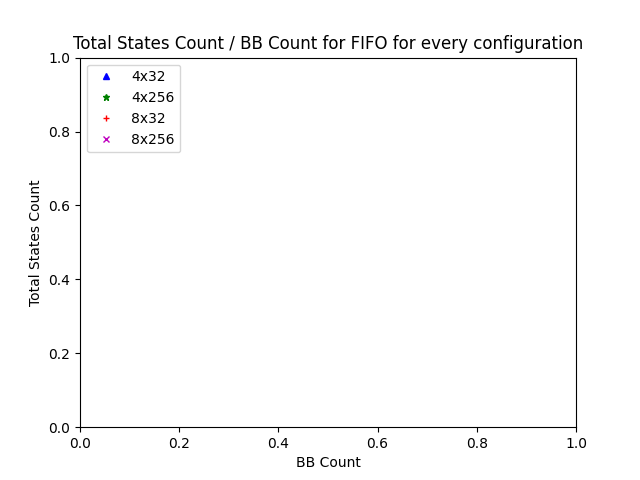 Total States Count / BB Count for FIFO for every configuration
1.0
0.8
0.6
0.4
0.2
0.0
Total States Count
4x32
4x256
8x32
8x256
0.0 0.2 0.4 0.6 0.8 1.0
BB Count